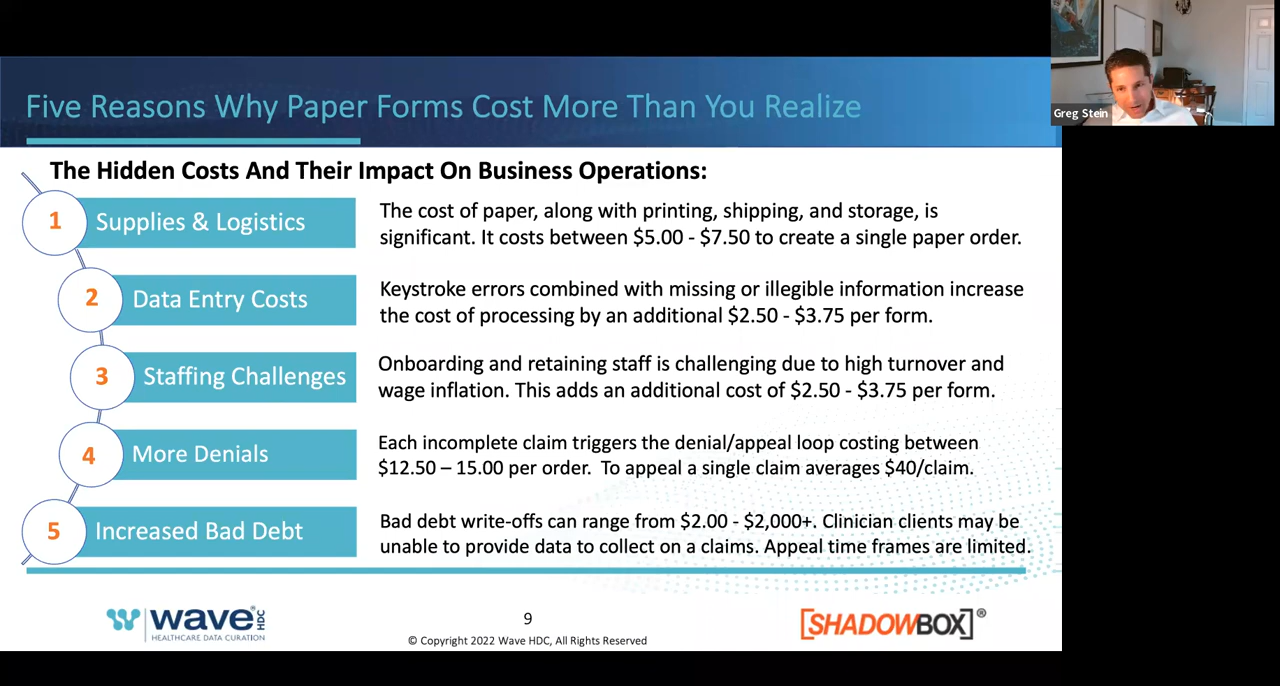 Five Reasons Why Paper Forms Cost More Than You Realize
Greg Stein
The Hidden Costs And Their Impact On Business Operations:
1
Supplies & Logistics
The cost of paper, along with printing, shipping, and storage, is
significant. It costs between $5.00 - $7.50 to create a single paper order.
2
Data Entry Costs
Keystroke errors combined with missing or illegible information increase
the cost of processing by an additional $2.50 - $3.75 per form.
3
Staffing Challenges
Onboarding and retaining staff is challenging due to high turnover and
wage inflation. This adds an additional cost of $2.50 - $3.75 per form.
4
More Denials
Each incomplete claim triggers the denial/appeal loop costing between
$12.50 – 15.00 per order.  To appeal a single claim averages $40/claim.
5
Increased Bad Debt
Bad debt write-offs can range from $2.00 - $2,000+. Clinician clients may be
unable to provide data to collect on a claims. Appeal time frames are limited.
wave HDC®
HEALTHCARE DATA CURATION
9
© Copyright 2022 Wave HDC, All Rights Reserved
[SHADOWBOX]®